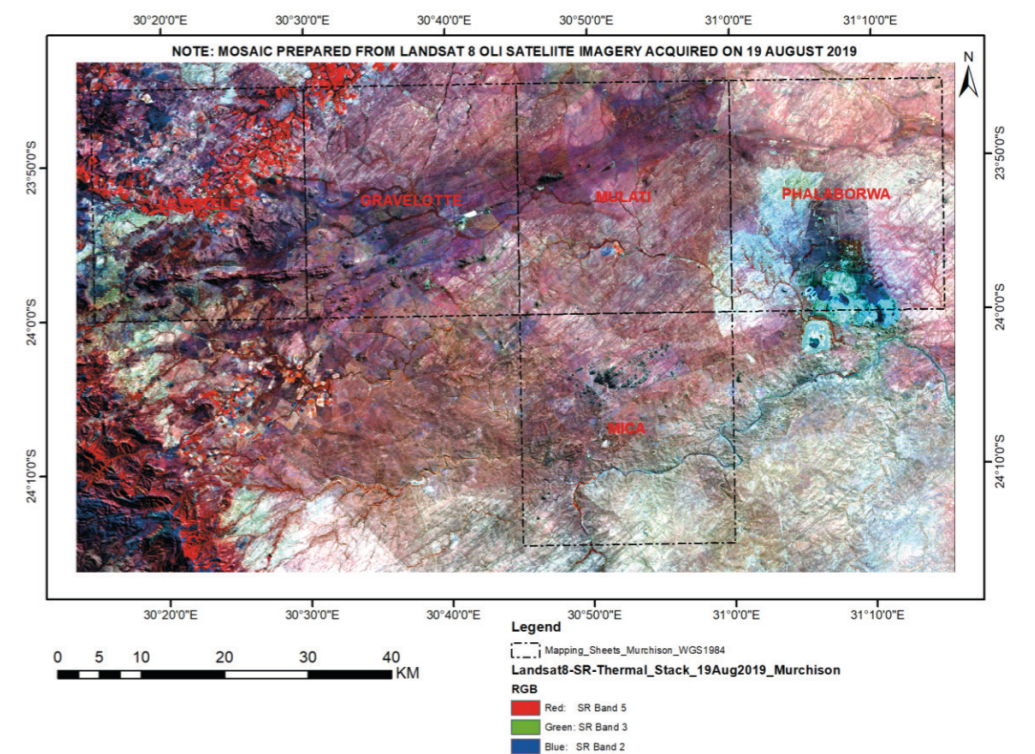 30°20'0"E 30°30'0"E 30°40'0"E 30°50'0"E 31°0'0"E 31°10'0"E
NOTE: MOSAIC PREPARED FROM LANDSAT 8 OLI SATELIITE IMAGERY ACQUIRED ON 19 AUGUST 2019
N
23°50'0"S
23°50'0"S
GRAVELOTTE
MULATI
PHALABORWA
24°0'0"S
24°0'0"S
MICA
24°10'0"S
24°10'0"S
30°20'0"E 30°30'0"E 30°40'0"E 30°50'0"E 31°0'0"E 31°10'0"E
0 5 10 20 30 40
KM
Legend
Mapping_Sheets_Murchison_WGS1984
Landsat8-SR-Thermal_Stack_19Aug2019_Murchison
RGB
Red: SR Band 5
Green: SR Band 3
Blue: SR Band 2